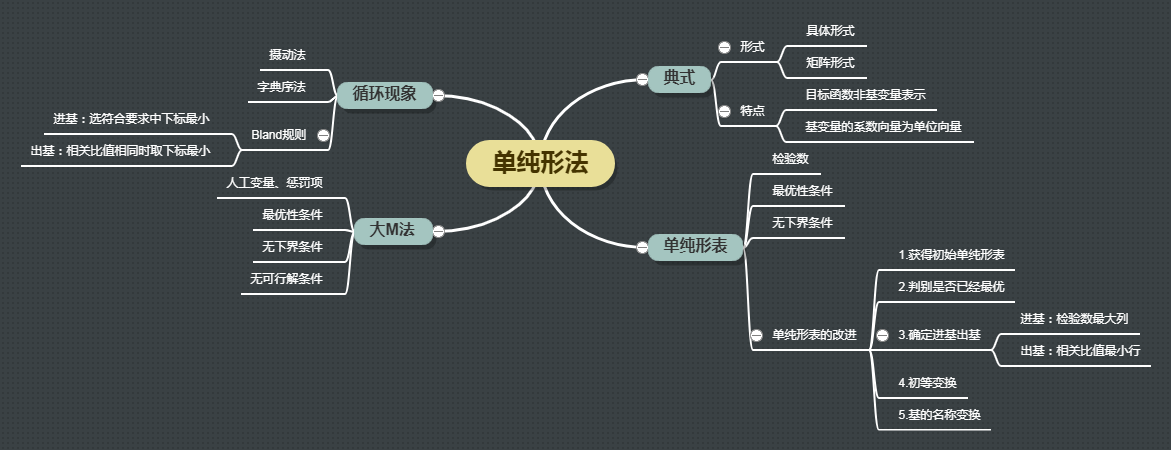 单纯形法
典式
形式
具体形式
矩阵形式
特点
目标函数非基变量表示
基变量的系数向量为单位向量
单纯形表
检验数
最优性条件
无下界条件
单纯形表的改进
1.获得初始单纯形表
2.判别是否已经最优
3.确定进基出基
进基：检验数最大列
出基：相关比值最小行
4.初等变换
5.基的名称变换
循环现象
摄动法
字典序法
Bland规则
进基：选符合要求中下标最小
出基：相关比值相同时取下标最小
大M法
人工变量、惩罚项
最优性条件
无下界条件
无可行解条件